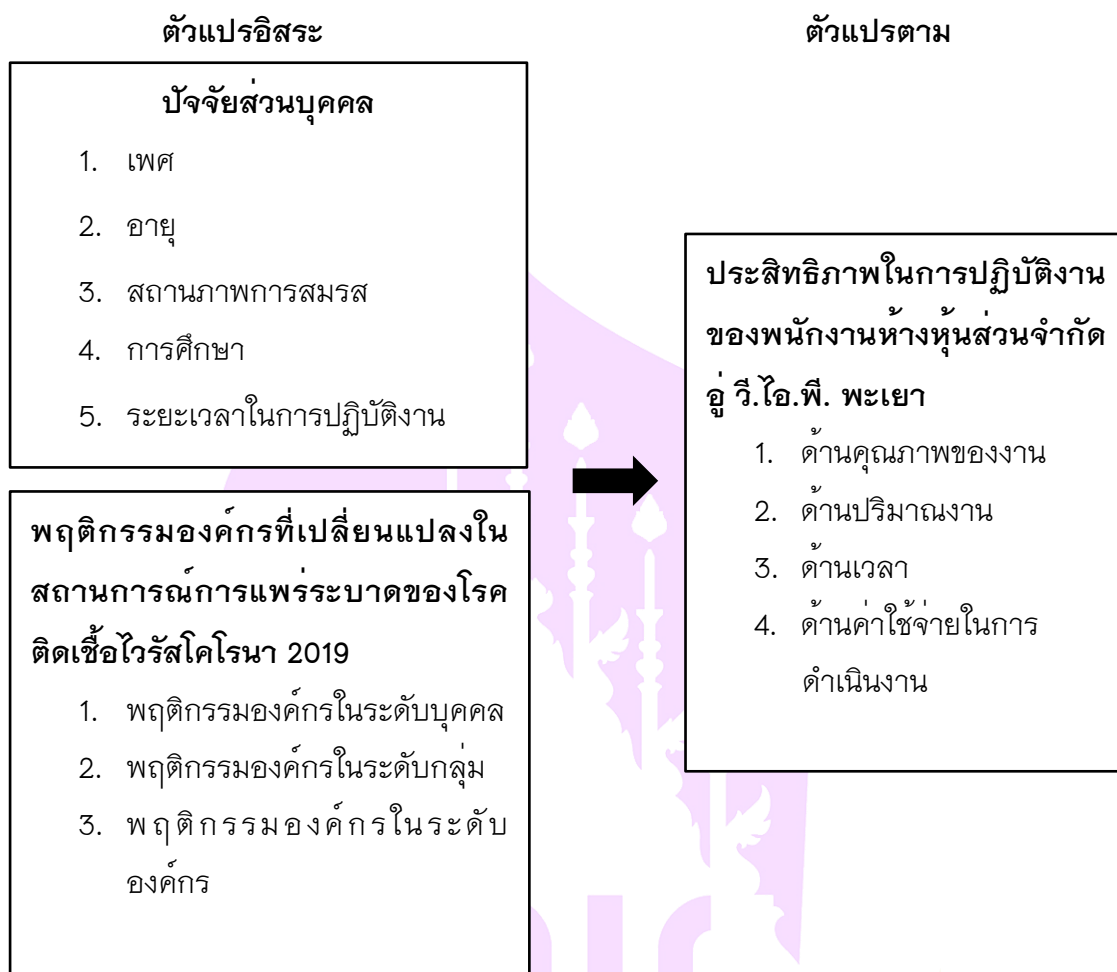 ตัวแปรอิสระ
ตัวแปรตาม
ปัจจัยส่วนบุคคล
1. เพศ
2. อายุ
3. สถานภาพการสมรส
4. การศึกษา
5. ระยะเวลาในการปฏิบัติงาน
พฤติกรรมองค์กรที่เปลี่ยนแปลงใน
สถานการณ์การแพร่ระบาดของโรค
ติดเชื้อไวรัสโคโรนา 2019
1. พฤติกรรมองค์กรในระดับบุคคล
2. พฤติกรรมองค์กรในระดับกลุ่ม
3. พฤติกรรมองค์กรในระดับ
องค์กร
ประสิทธิภาพในการปฏิบัติงาน
ของพนักงานห้างหุ้นส่วนจำกัด
อู่ วี.ไอ.พี. พะเยา
1. ด้านคุณภาพของงาน
2. ด้านปริมาณงาน
3. ด้านเวลา
4. ด้านค่าใช้จ่ายในการ
ดำเนินงาน